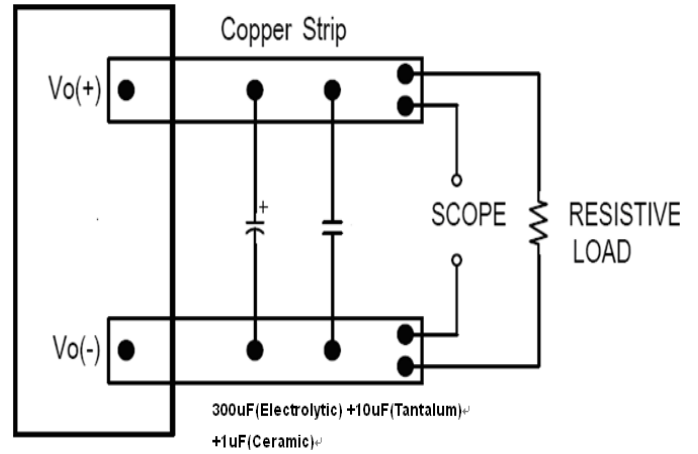 Copper Strip
Vo(+)
+
SCOPE
RESISTIVE
LOAD
Vo(-)
300uF(Electrolytic) +10uF(Tantalum)↵
+1uF(Ceramic)↵